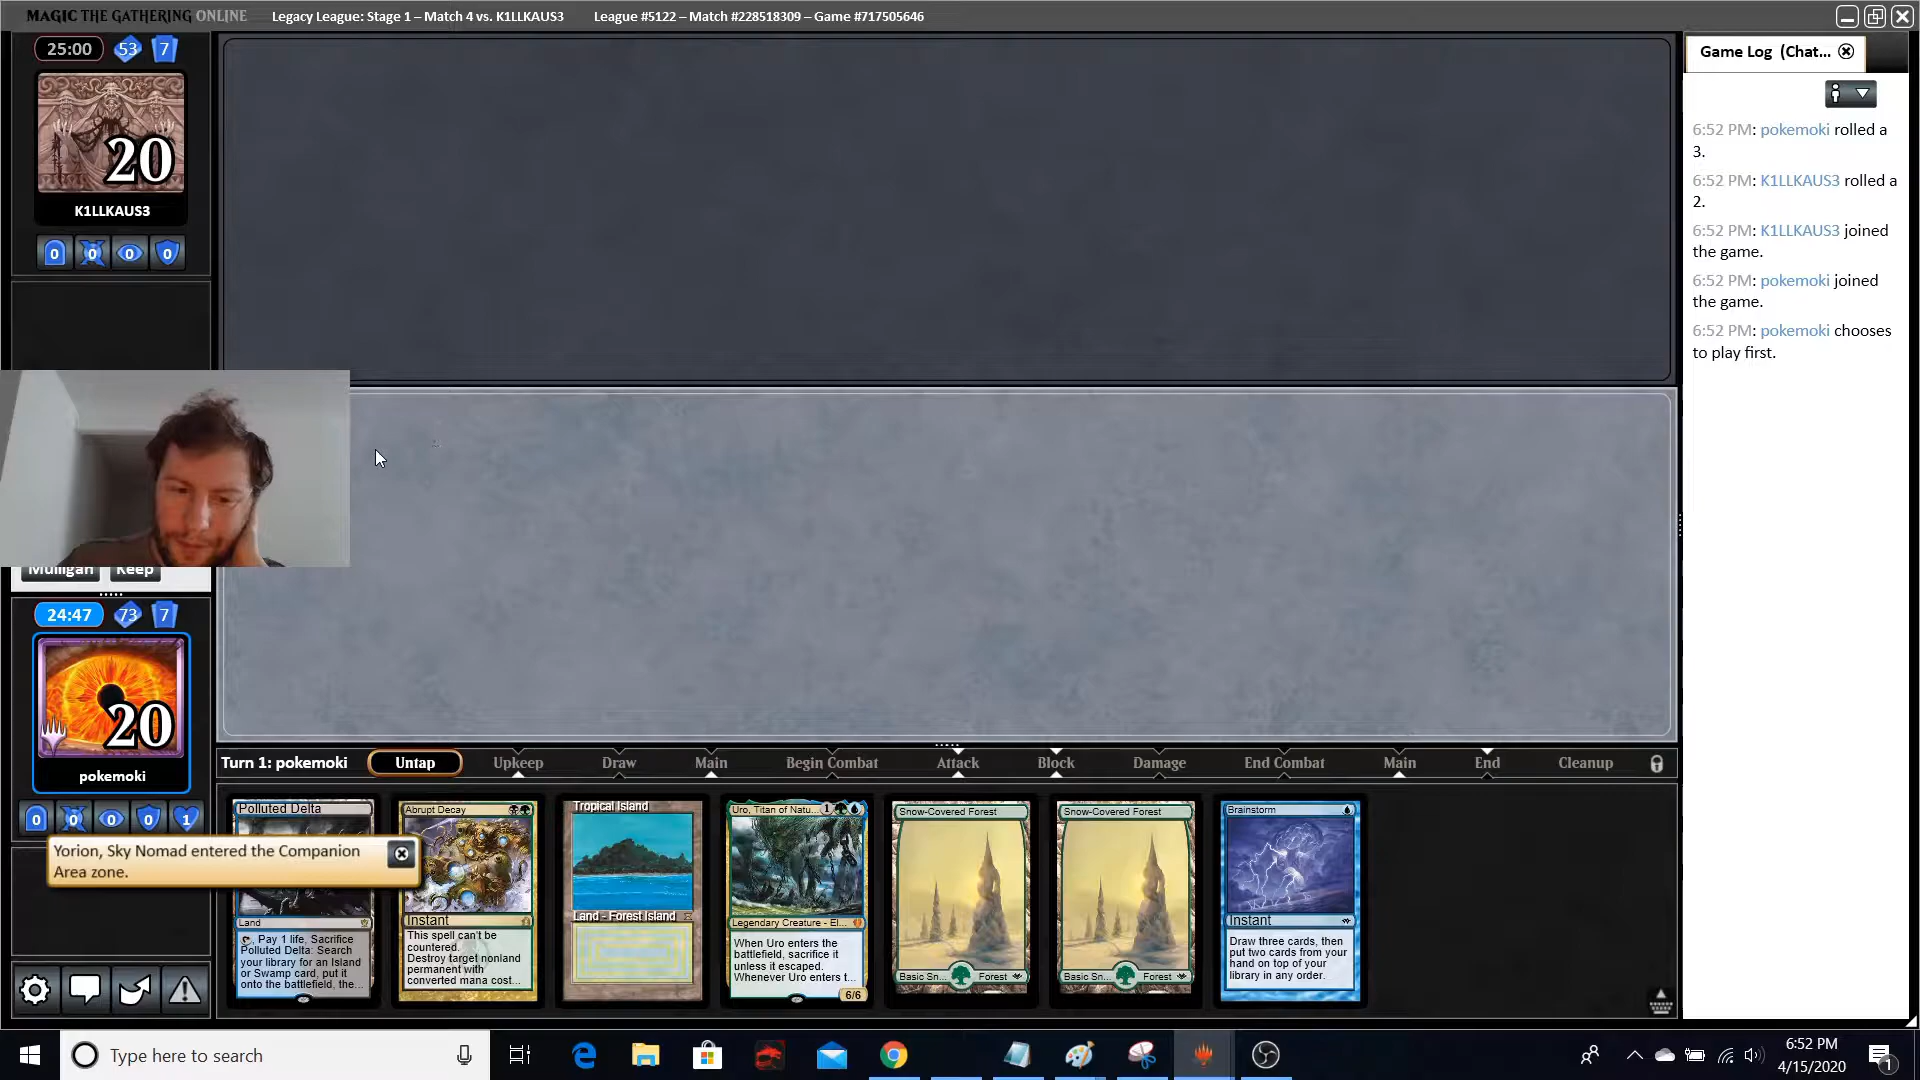 MAGIC THE GATHERING ONLINE
Legacy League: Stage 1 – Match 4 vs. K1LLKAUS3
League #5122 – Match #228518309 – Game #717505646
25:00
53
7
20
K1LLKAUS3
0
0
0
0
Game Log (Chat...
6:52 PM: pokemoki rolled a
3.
6:52 PM: K1LLKAUS3 rolled a
2.
6:52 PM: K1LLKAUS3 joined
the game.
6:52 PM: pokemoki joined
the game.
6:52 PM: pokemoki chooses
to play first.
Mulligan
Keep
24:47
73
7
20
pokemoki
0
0
0
0
1
Yorion, Sky Nomad entered the Companion
Area zone.
Turn 1: pokemoki
Untap
Upkeep
Draw
Main
Begin Combat
Attack
Block
Damage
End Combat
Main
End
Cleanup
Polluted Delta
Land
, Pay 1 life, Sacrifice
Polluted Delta: Search
your library for an Island
or Swamp card, put it
onto the battlefield, the...
Abrupt Decay
Instant
This spell can't be
countered.
Destroy target nonland
permanent with
converted mana cost...
Tropical Island
Land - Forest Island
Uro, Titan of Natu...
1
Legendary Creature - El...
When Uro enters the
battlefield, sacrifice it
unless it escaped.
Whenever Uro enters t...
6/6
Snow-Covered Forest
Basic Sn...
Forest
Snow-Covered Forest
Basic Sn...
Forest
Brainstorm
Instant
Draw three cards, then
put two cards from your
hand on top of your
library in any order.
Type here to search
6:52 PM
4/15/2020
1